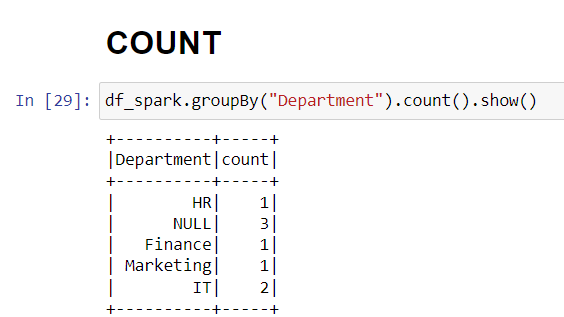 COUNT
In [29]: df_spark.groupBy("Department").count().show()
+----------+-----+
|Department|count|
+----------+-----+
|        HR|    1|
|      NULL|    3|
|   Finance|    1|
| Marketing|    1|
|        IT|    2|
+----------+-----+